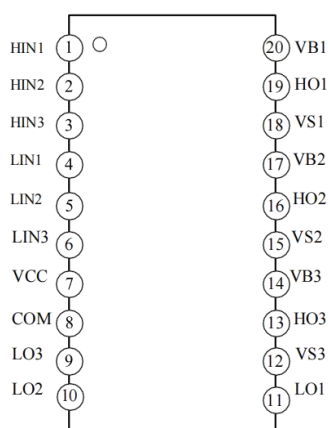 HIN1 1 20 VB1
HIN2 2 19 HO1
HIN3 3 18 VS1
LIN1 4 17 VB2
LIN2 5 16 HO2
LIN3 6 15 VS2
VCC 7 14 VB3
COM 8 13 HO3
LO3 9 12 VS3
LO2 10 11 LO1